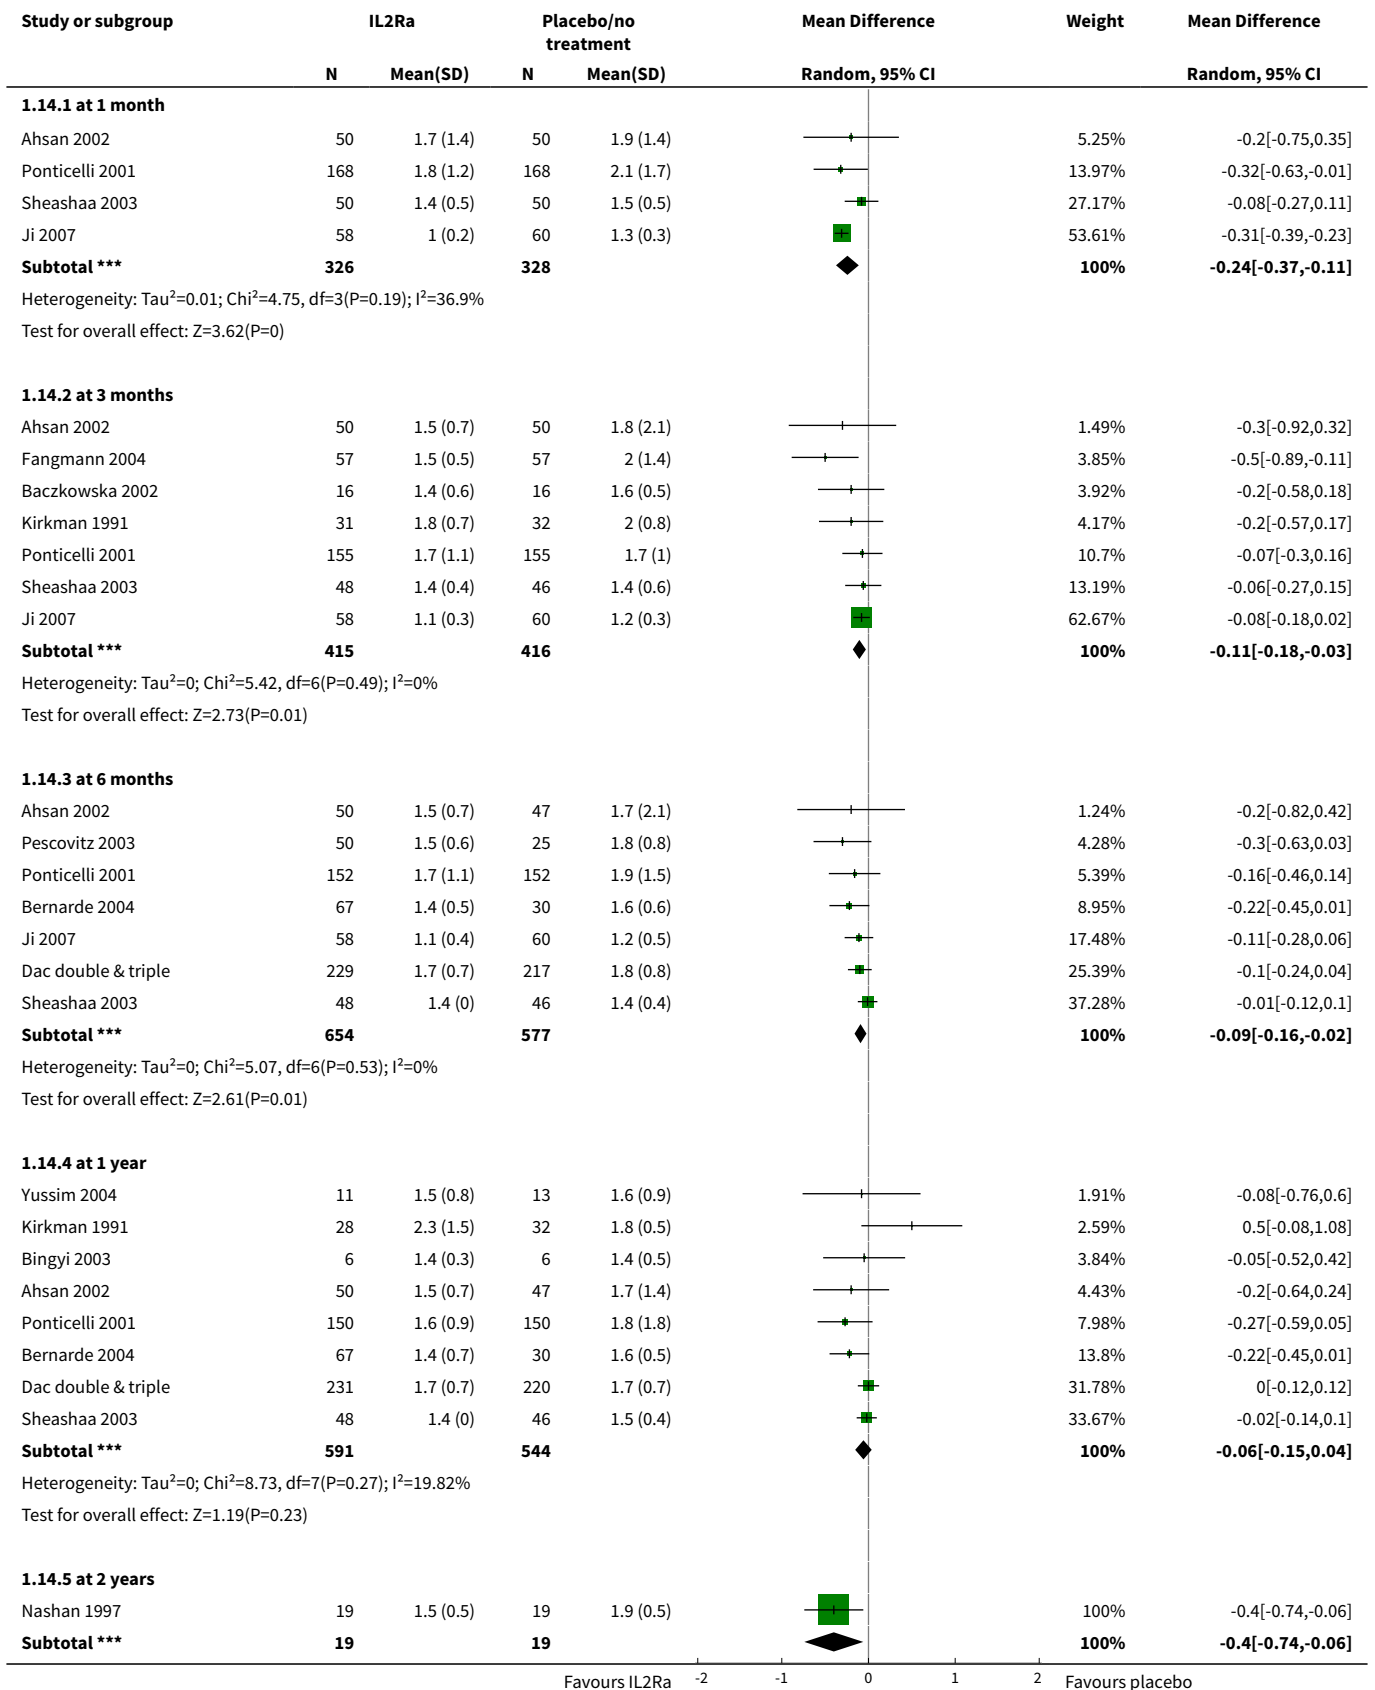 Study or subgroup IL2Ra Placebo/no treatment Mean Difference Weight Mean Difference
N Mean(SD) N Mean(SD) Random, 95% CI Random, 95% CI
1.14.1 at 1 month
Ahsan 2002 50 1.7 (1.4) 50 1.9 (1.4) 5.25% -0.2[-0.75,0.35]
Ponticelli 2001 168 1.8 (1.2) 168 2.1 (1.7) 13.97% -0.32[-0.63,-0.01]
Sheashaa 2003 50 1.4 (0.5) 50 1.5 (0.5) 27.17% -0.08[-0.27,0.11]
Ji 2007 58 1 (0.2) 60 1.3 (0.3) 53.61% -0.31[-0.39,-0.23]
Subtotal *** 326 328 100% -0.24[-0.37,-0.11]
Heterogeneity: Tau²=0.01; Chi²=4.75, df=3(P=0.19); I²=36.9%
Test for overall effect: Z=3.62(P=0)
1.14.2 at 3 months
Ahsan 2002 50 1.5 (0.7) 50 1.8 (2.1) 1.49% -0.3[-0.92,0.32]
Fangmann 2004 57 1.5 (0.5) 57 2 (1.4) 3.85% -0.5[-0.89,-0.11]
Baczkowska 2002 16 1.4 (0.6) 16 1.6 (0.5) 3.92% -0.2[-0.58,0.18]
Kirkman 1991 31 1.8 (0.7) 32 2 (0.8) 4.17% -0.2[-0.57,0.17]
Ponticelli 2001 155 1.7 (1.1) 155 1.7 (1) 10.7% -0.07[-0.3,0.16]
Sheashaa 2003 48 1.4 (0.4) 46 1.4 (0.6) 13.19% -0.06[-0.27,0.15]
Ji 2007 58 1.1 (0.3) 60 1.2 (0.3) 62.67% -0.08[-0.18,0.02]
Subtotal *** 415 416 100% -0.11[-0.18,-0.03]
Heterogeneity: Tau²=0; Chi²=5.42, df=6(P=0.49); I²=0%
Test for overall effect: Z=2.73(P=0.01)
1.14.3 at 6 months
Ahsan 2002 50 1.5 (0.7) 47 1.7 (2.1) 1.24% -0.2[-0.82,0.42]
Pescovitz 2003 50 1.5 (0.6) 25 1.8 (0.8) 4.28% -0.3[-0.63,0.03]
Ponticelli 2001 152 1.7 (1.1) 152 1.9 (1.5) 5.39% -0.16[-0.46,0.14]
Bernarde 2004 67 1.4 (0.5) 30 1.6 (0.6) 8.95% -0.22[-0.45,0.01]
Ji 2007 58 1.1 (0.4) 60 1.2 (0.5) 17.48% -0.11[-0.28,0.06]
Dac double & triple 229 1.7 (0.7) 217 1.8 (0.8) 25.39% -0.1[-0.24,0.04]
Sheashaa 2003 48 1.4 (0) 46 1.4 (0.4) 37.28% -0.01[-0.12,0.1]
Subtotal *** 654 577 100% -0.09[-0.16,-0.02]
Heterogeneity: Tau²=0; Chi²=5.07, df=6(P=0.53); I²=0%
Test for overall effect: Z=2.61(P=0.01)
1.14.4 at 1 year
Yussim 2004 11 1.5 (0.8) 13 1.6 (0.9) 1.91% -0.08[-0.76,0.6]
Kirkman 1991 28 2.3 (1.5) 32 1.8 (0.5) 2.59% 0.5[-0.08,1.08]
Bingyi 2003 6 1.4 (0.3) 6 1.4 (0.5) 3.84% -0.05[-0.52,0.42]
Ahsan 2002 50 1.5 (0.7) 47 1.7 (1.4) 4.43% -0.2[-0.64,0.24]
Ponticelli 2001 150 1.6 (0.9) 150 1.8 (1.8) 7.98% -0.27[-0.59,0.05]
Bernarde 2004 67 1.4 (0.7) 30 1.6 (0.5) 13.8% -0.22[-0.45,0.01]
Dac double & triple 231 1.7 (0.7) 220 1.7 (0.7) 31.78% 0[-0.12,0.12]
Sheashaa 2003 48 1.4 (0) 46 1.5 (0.4) 33.67% -0.02[-0.14,0.1]
Subtotal *** 591 544 100% -0.06[-0.15,0.04]
Heterogeneity: Tau²=0; Chi²=8.73, df=7(P=0.27); I²=19.82%
Test for overall effect: Z=1.19(P=0.23)
1.14.5 at 2 years
Nashan 1997 19 1.5 (0.5) 19 1.9 (0.5) 100% -0.4[-0.74,-0.06]
Subtotal *** 19 19 100% -0.4[-0.74,-0.06]
Favours IL2Ra -2 -1 0 1 2 Favours placebo